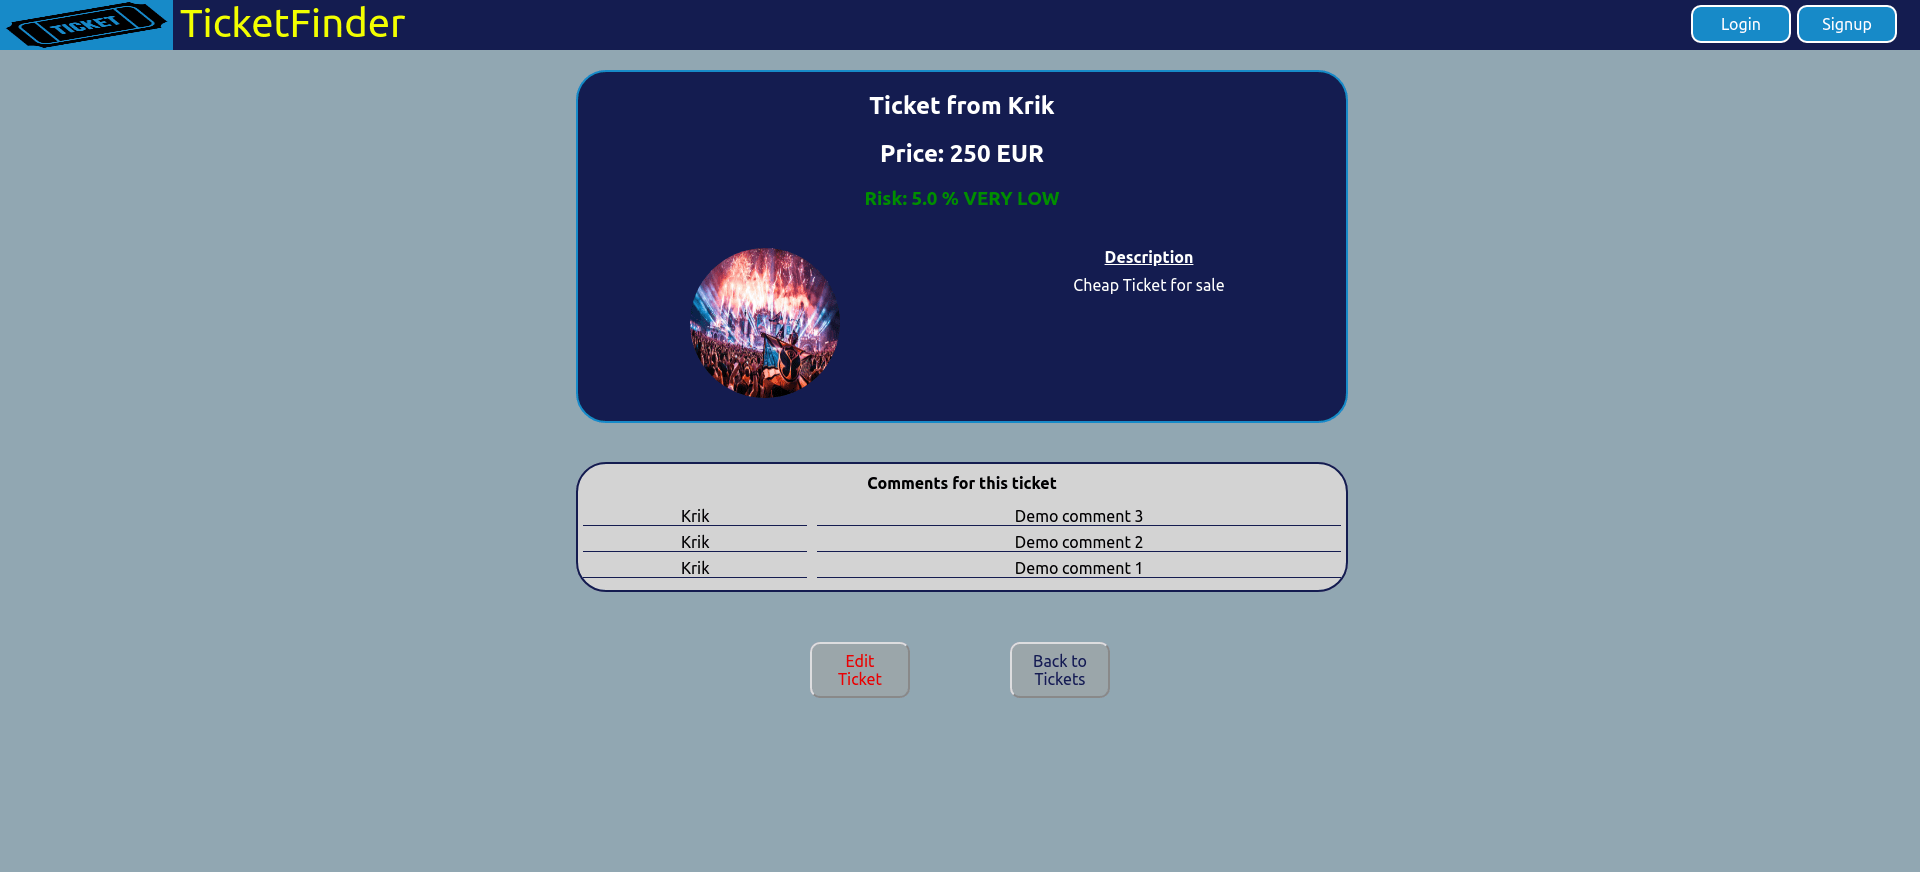 TICKET
TicketFinder
Login
Signup
Ticket from Krik
Price: 250 EUR
Risk: 5.0 % VERY LOW
Description
Cheap Ticket for sale
Comments for this ticket
Krik Demo comment 3
Krik Demo comment 2
Krik Demo comment 1
Edit
Ticket
Back to
Tickets